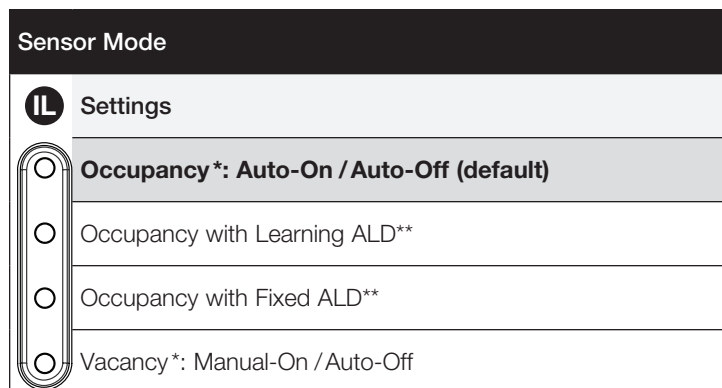 Sensor Mode
IL Settings
Occupancy*: Auto-On / Auto-Off (default)
Occupancy with Learning ALD**
Occupancy with Fixed ALD**
Vacancy*: Manual-On / Auto-Off